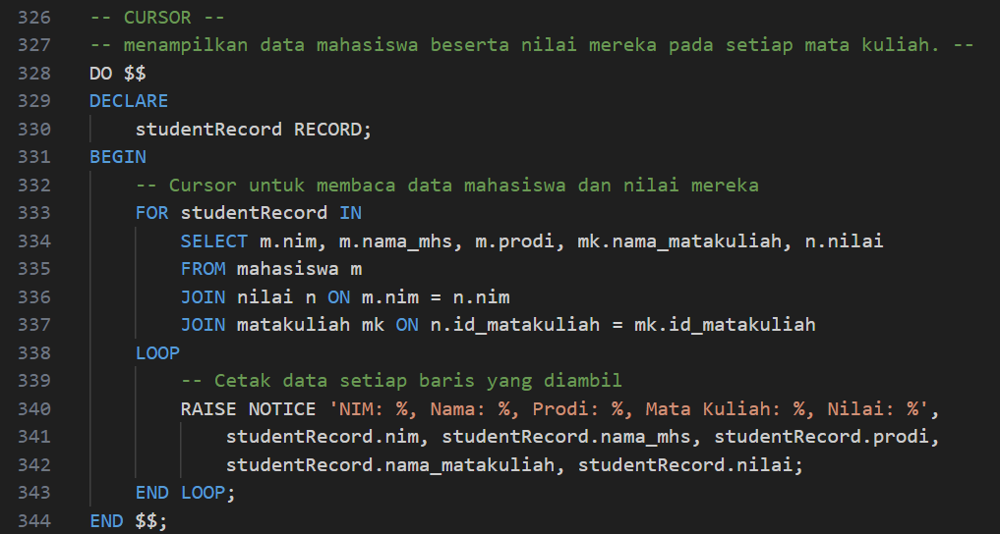 326 -- CURSOR --
327 -- menampilkan data mahasiswa beserta nilai mereka pada setiap mata kuliah. --
328 DO $$
329 DECLARE
330     studentRecord RECORD;
331 BEGIN
332     -- Cursor untuk membaca data mahasiswa dan nilai mereka
333     FOR studentRecord IN
334         SELECT m.nim, m.nama_mhs, m.prodi, mk.nama_matakuliah, n.nilai
335         FROM mahasiswa m
336         JOIN nilai n ON m.nim = n.nim
337         JOIN matakuliah mk ON n.id_matakuliah = mk.id_matakuliah
338     LOOP
339         -- Cetak data setiap baris yang diambil
340         RAISE NOTICE 'NIM: %, Nama: %, Prodi: %, Mata Kuliah: %, Nilai: %',
341             studentRecord.nim, studentRecord.nama_mhs, studentRecord.prodi,
342             studentRecord.nama_matakuliah, studentRecord.nilai;
343     END LOOP;
344 END $$;